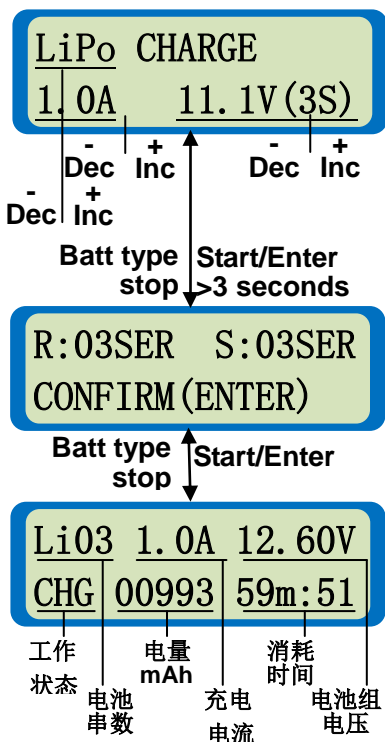 LiPo CHARGE
1.0A 11.1V(3S)
- + - +
Dec Inc Dec Inc
- +
Dec Inc
Batt type Start/Enter
stop >3 seconds
R:03SER S:03SER
CONFIRM(ENTER)
Batt type Start/Enter
stop
Li03 1.0A 12.60V
CHG 00993 59m:51
工作 电量 消耗
状态 mAh 时间
电池 充电 电池组
串数 电流 电压